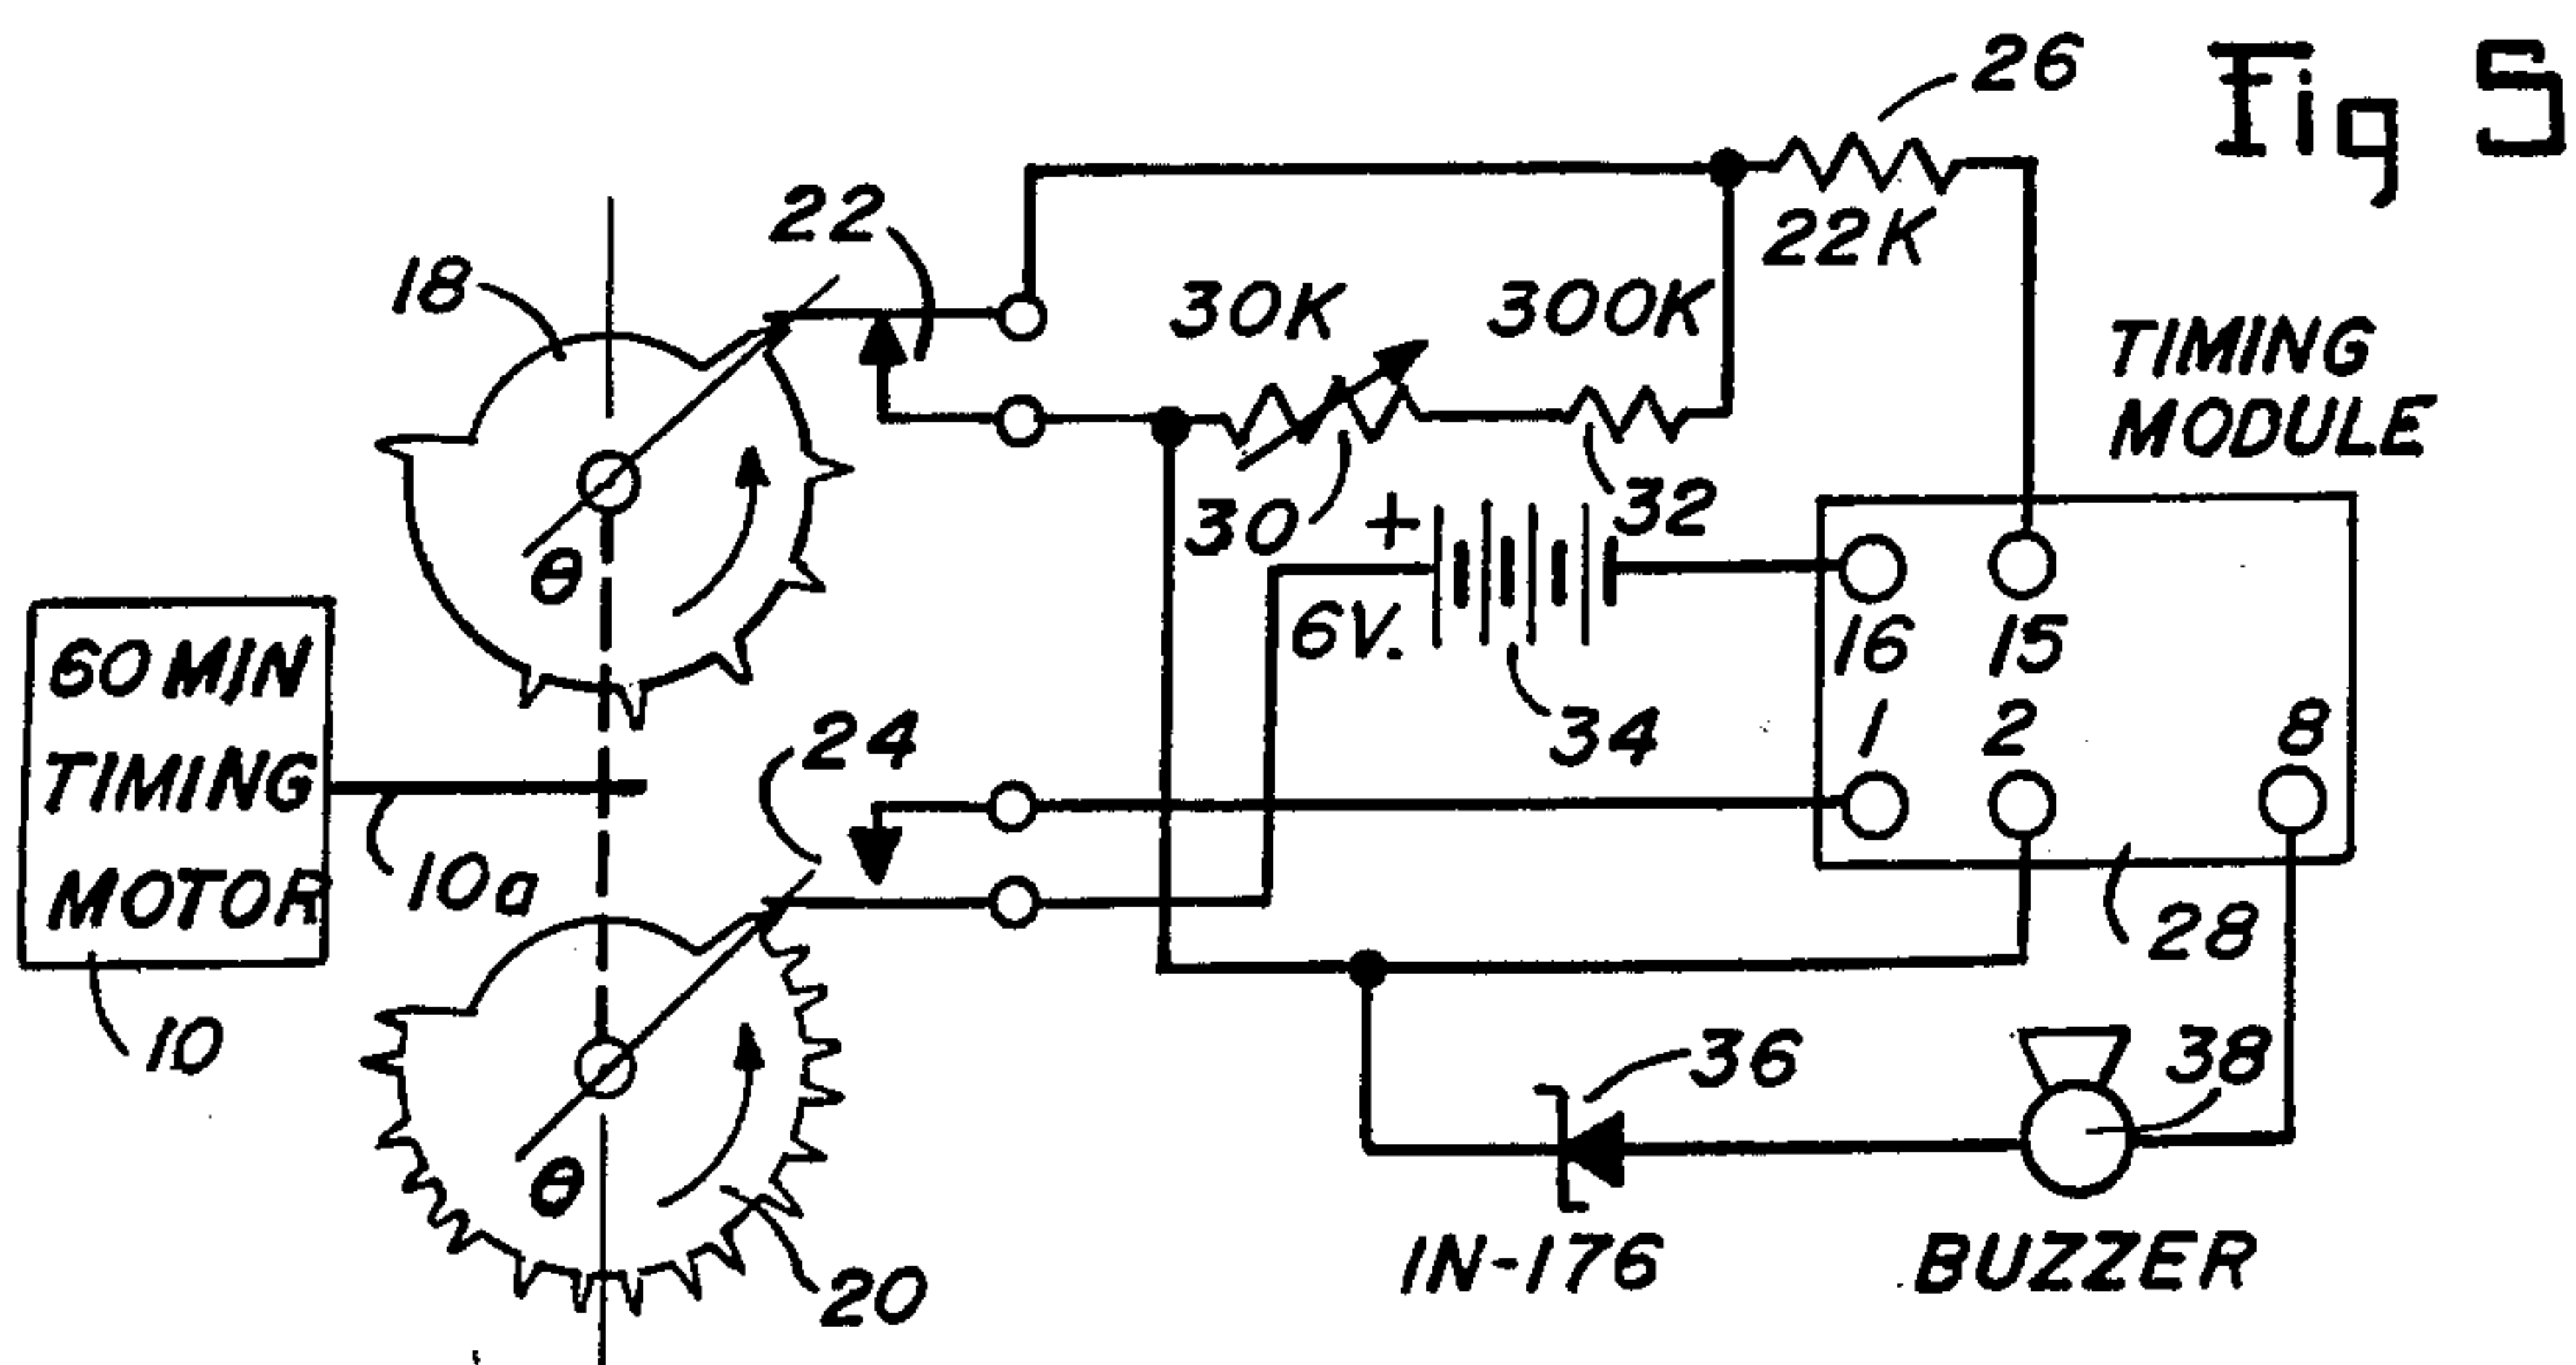 Fig 5
26
22
22K
18
30K
300K
TIMING
MODULE
30
32
+
6V.
34
16
15
1
2
8
θ
60 MIN
TIMING
MOTOR
10a
24
10
28
36
38
θ
20
IN-176
BUZZER